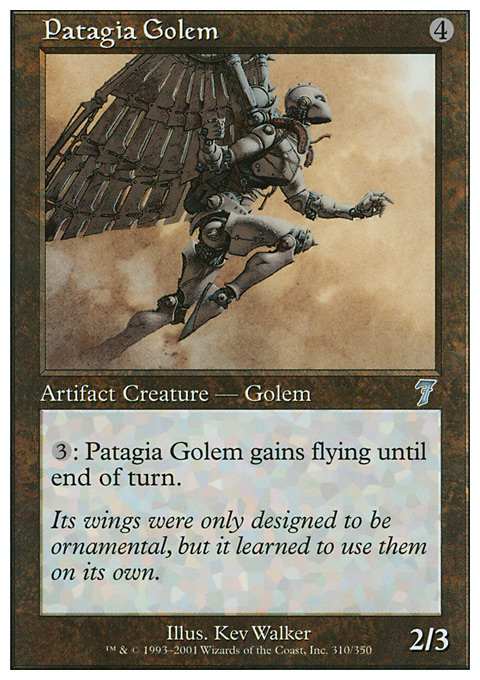 Patagia Golem
4
Artifact Creature — Golem
7
3: Patagia Golem gains flying until
end of turn.
Its wings were only designed to be
ornamental, but it learned to use them
on its own.
Illus. Kev Walker
™ & © 1993–2001 Wizards of the Coast, Inc. 310/350
2/3